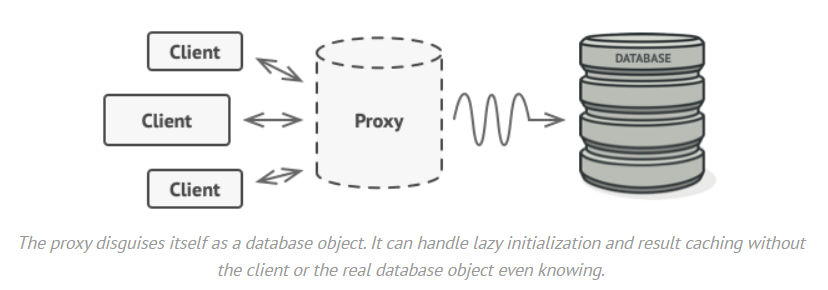 Client
Client
Client
Proxy
DATABASE
The proxy disguises itself as a database object. It can handle lazy initialization and result caching without
the client or the real database object even knowing.